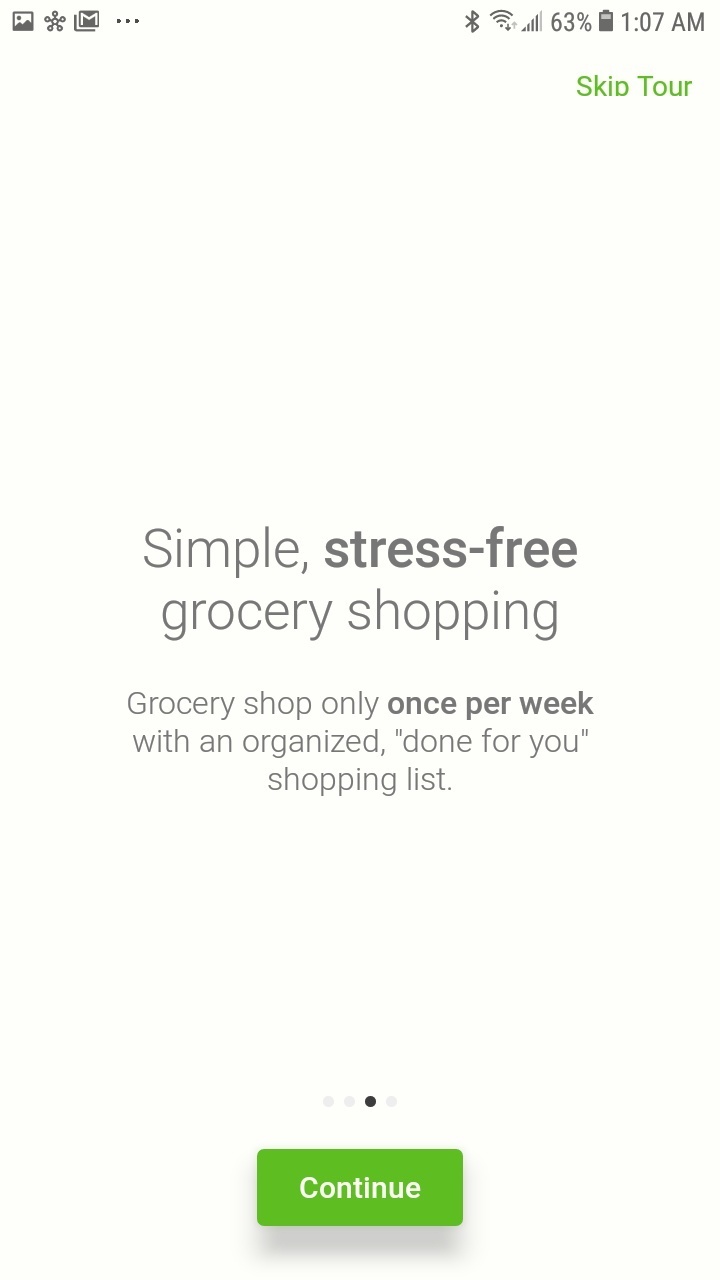 63% 1:07 AM
Skip Tour
Simple, stress-free
grocery shopping
Grocery shop only once per week
with an organized, "done for you"
shopping list.
Continue